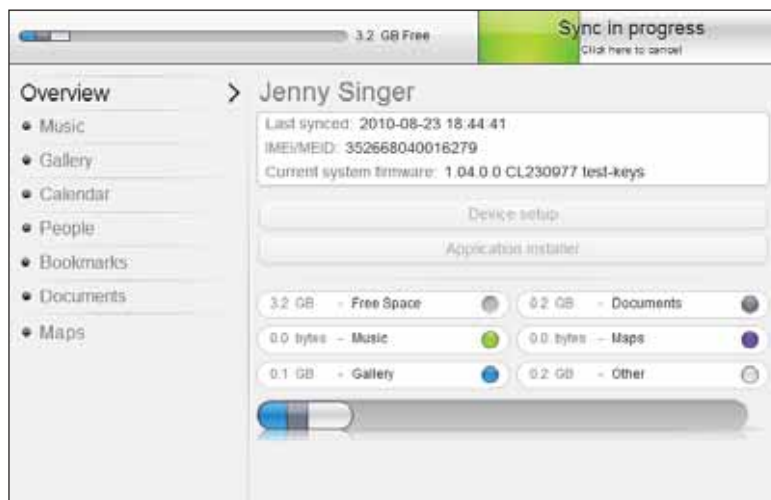 3.2 GB Free
Sync in progress
Click here to cancel
Overview
Music
Gallery
Calendar
People
Bookmarks
Documents
Maps
Jenny Singer
Last synced: 2010-08-23 18:44:41
IMEI/MEID: 352668040016279
Current system firmware: 1.04.0.0 CL230977 test-keys
Device setup
Application installer
3.2 GB - Free Space
0.2 GB - Documents
0.0 bytes - Music
0.0 bytes - Maps
0.1 GB - Gallery
0.2 GB - Other